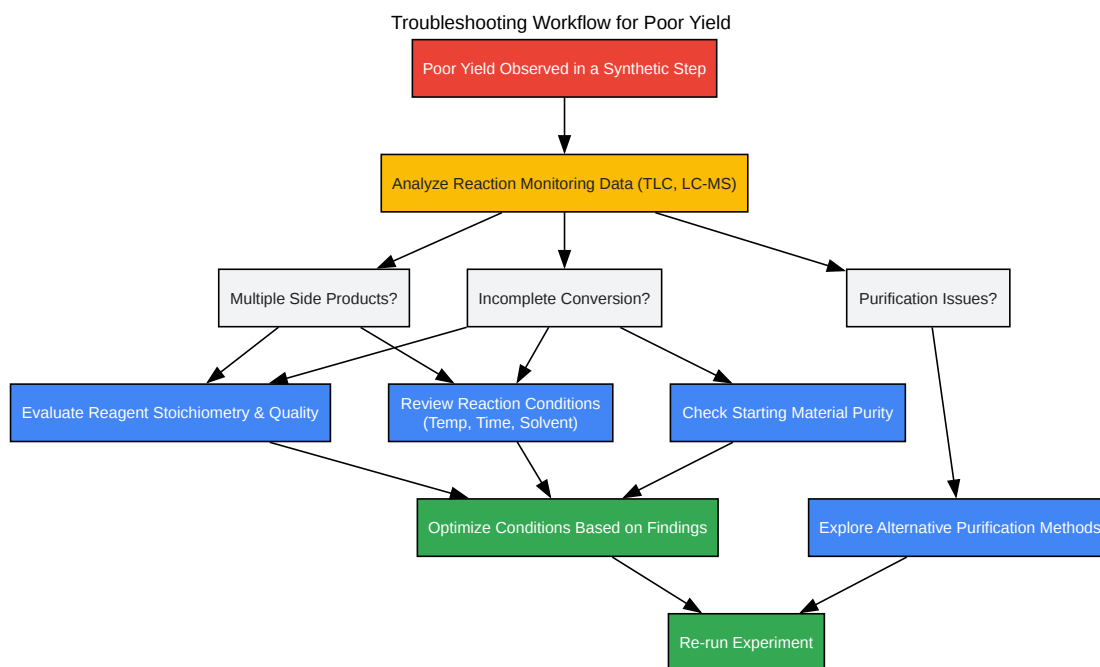 Troubleshooting Workflow for Poor Yield
Poor Yield Observed in a Synthetic Step
Analyze Reaction Monitoring Data (TLC, LC-MS)
Multiple Side Products?
Incomplete Conversion?
Purification Issues?
Evaluate Reagent Stoichiometry & Quality
Review Reaction Conditions
(Temp, Time, Solvent)
Check Starting Material Purity
Optimize Conditions Based on Findings
Explore Alternative Purification Methods
Re-run Experiment